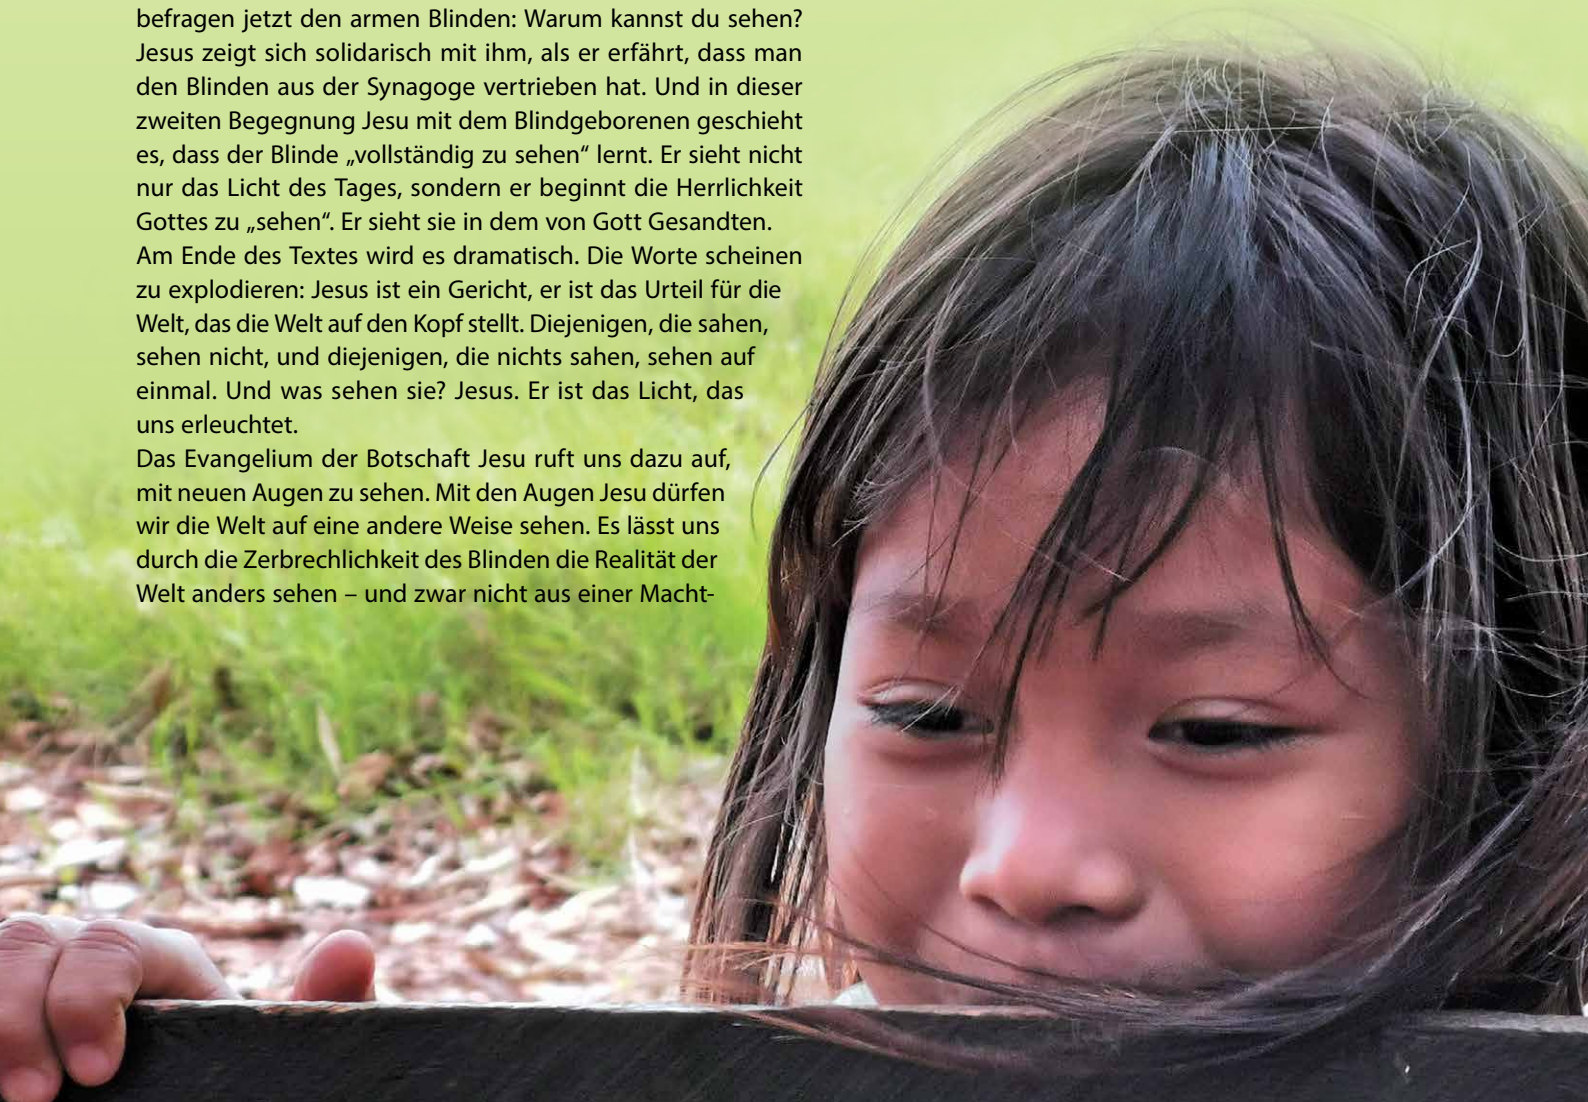 befragen jetzt den armen Blinden: Warum kannst du sehen?
Jesus zeigt sich solidarisch mit ihm, als er erfährt, dass man
den Blinden aus der Synagoge vertrieben hat. Und in dieser
zweiten Begegnung Jesu mit dem Blindgeborenen geschieht
es, dass der Blinde „vollständig zu sehen“ lernt. Er sieht nicht
nur das Licht des Tages, sondern er beginnt die Herrlichkeit
Gottes zu „sehen“. Er sieht sie in dem von Gott Gesandten.
Am Ende des Textes wird es dramatisch. Die Worte scheinen
zu explodieren: Jesus ist ein Gericht, er ist das Urteil für die
Welt, das die Welt auf den Kopf stellt. Diejenigen, die sahen,
sehen nicht, und diejenigen, die nichts sahen, sehen auf
einmal. Und was sehen sie? Jesus. Er ist das Licht, das
uns erleuchtet.
Das Evangelium der Botschaft Jesu ruft uns dazu auf,
mit neuen Augen zu sehen. Mit den Augen Jesu dürfen
wir die Welt auf eine andere Weise sehen. Es lässt uns
durch die Zerbrechlichkeit des Blinden die Realität der
Welt anders sehen – und zwar nicht aus einer Macht-